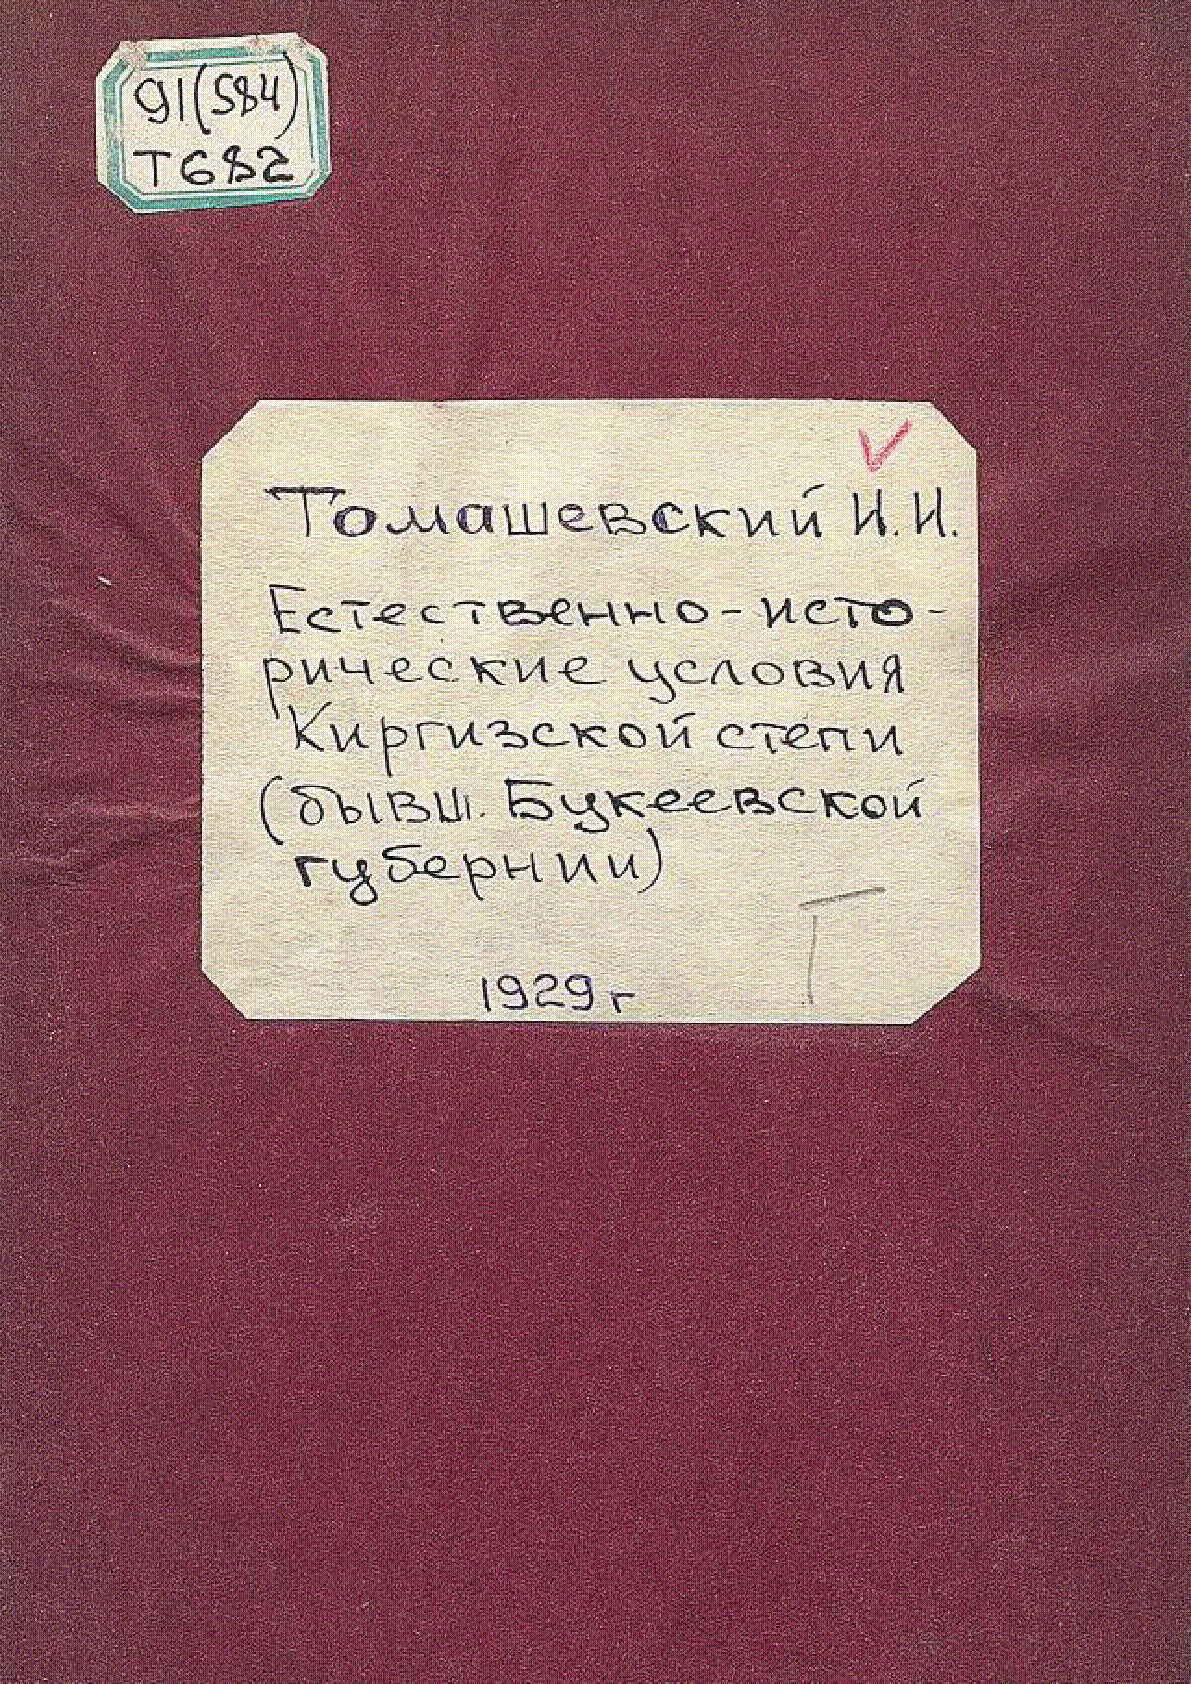 91(584)
Т682
Томашевский И.И.
Естественно-исто-
рические условия
Киргизской степи
(бывш. Букеевской
губернии)
1929 г
Т